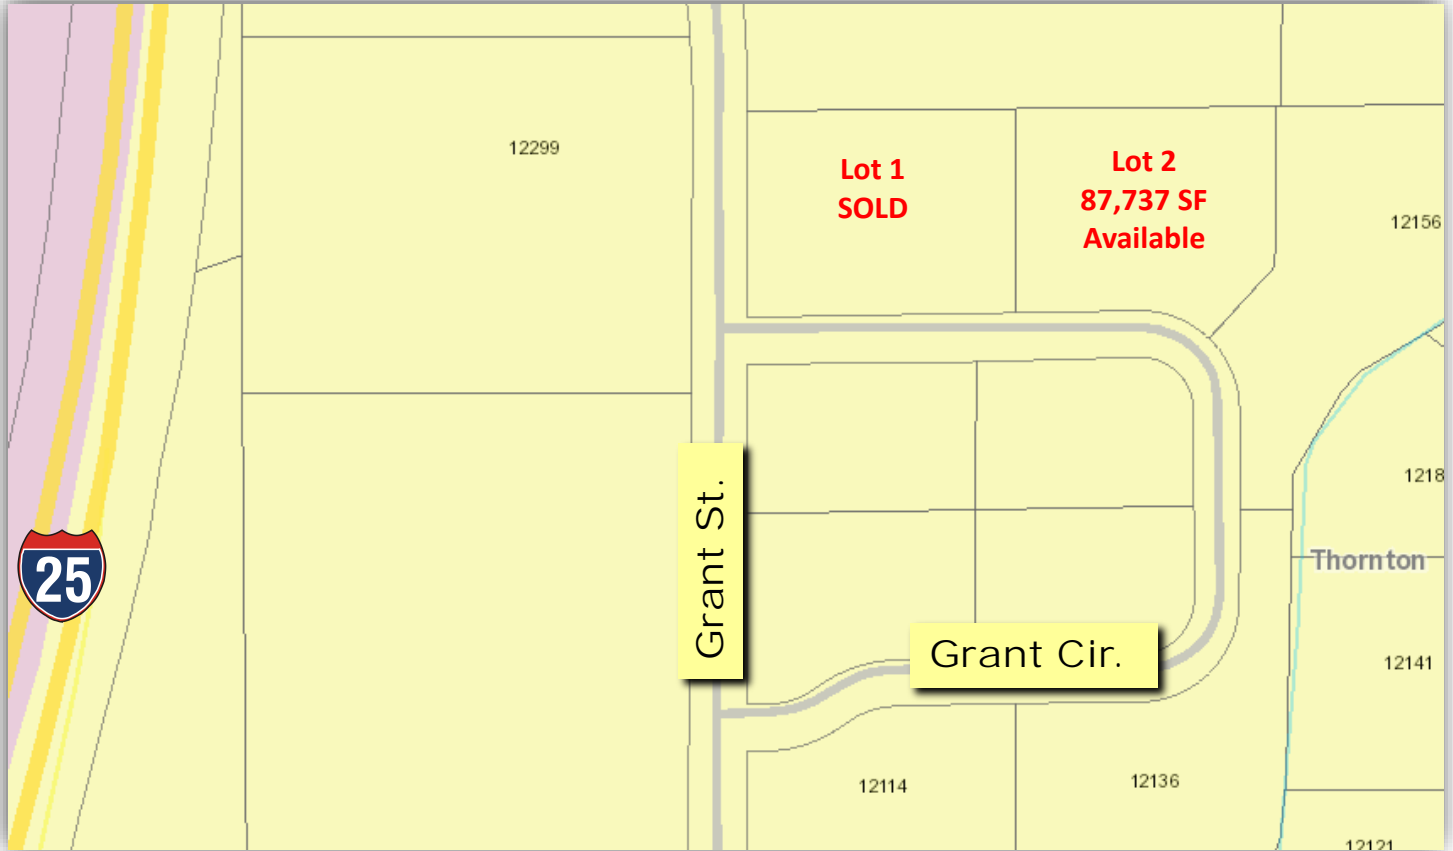 12299
Lot 1
SOLD
Lot 2
87,737 SF
Available
12156
1218
25
Grant St.
Thornton
Grant Cir.
12141
12114
12136
12121